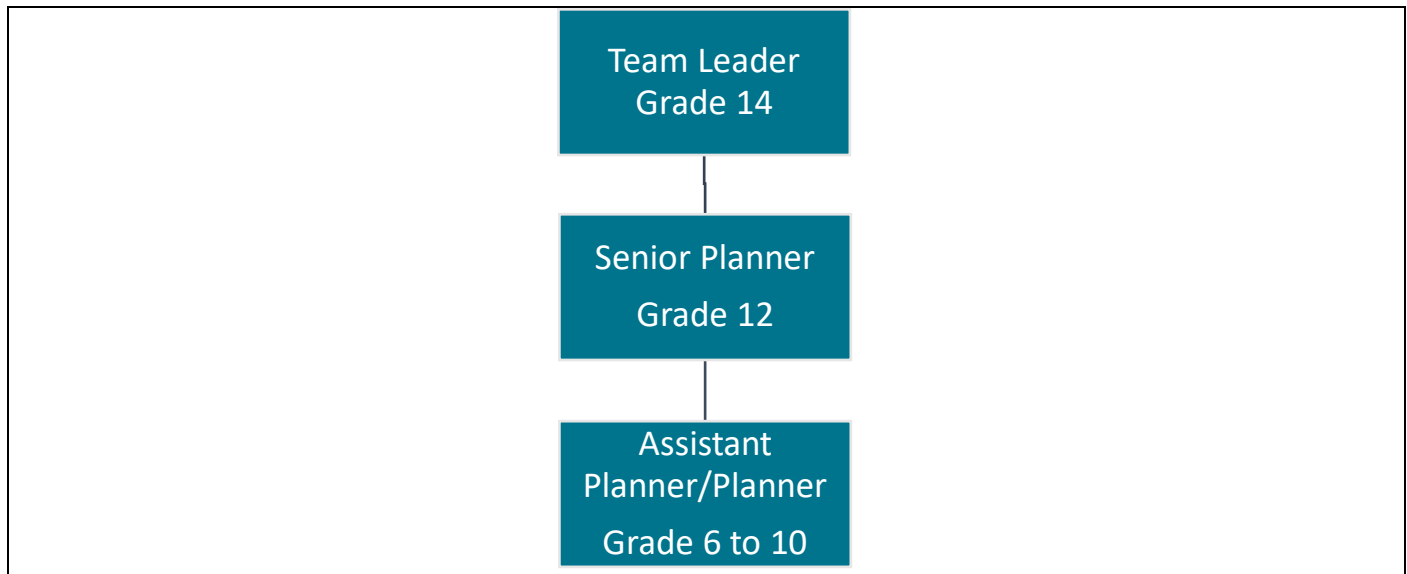 Team Leader
Grade 14
Senior Planner
Grade 12
Assistant
Planner/Planner
Grade 6 to 10